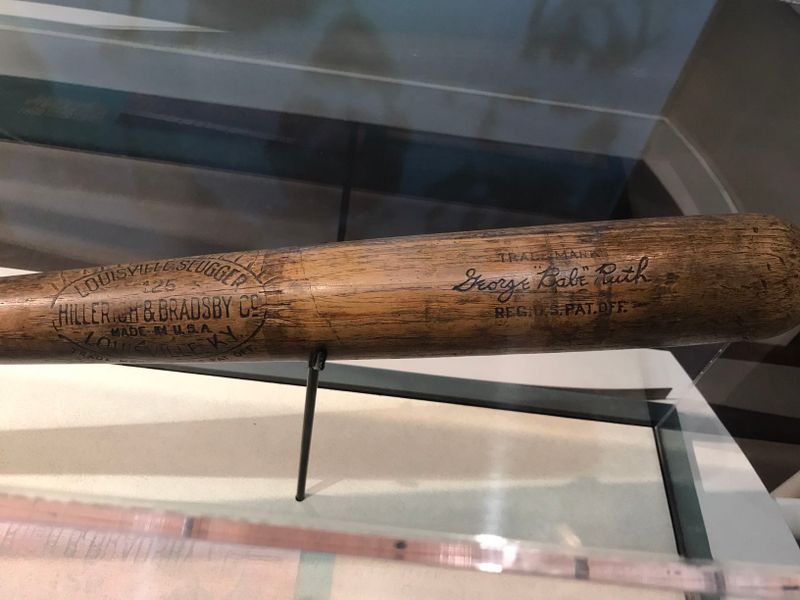 LOUISVILLE SLUGGER
125
HILLERICH & BRADSBY Co
MADE IN U.S.A.
LOUISVILLE, KY.
TRADE MARK
George "Babe" Ruth
REG. U.S. PAT. OFF.